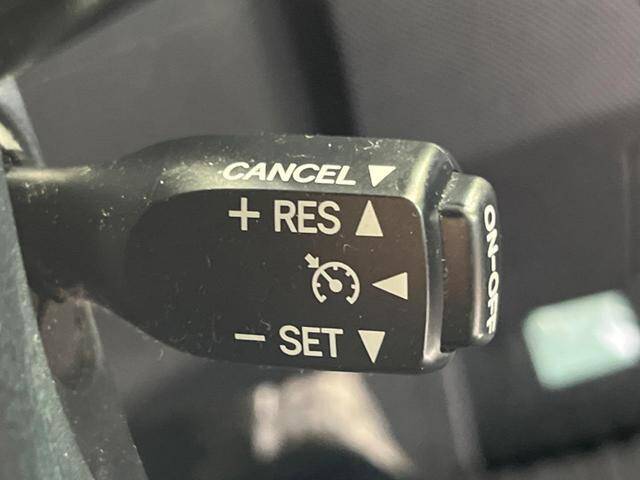 CANCEL ▼
+ RES ▲
◀
- SET ▼
ON-OFF